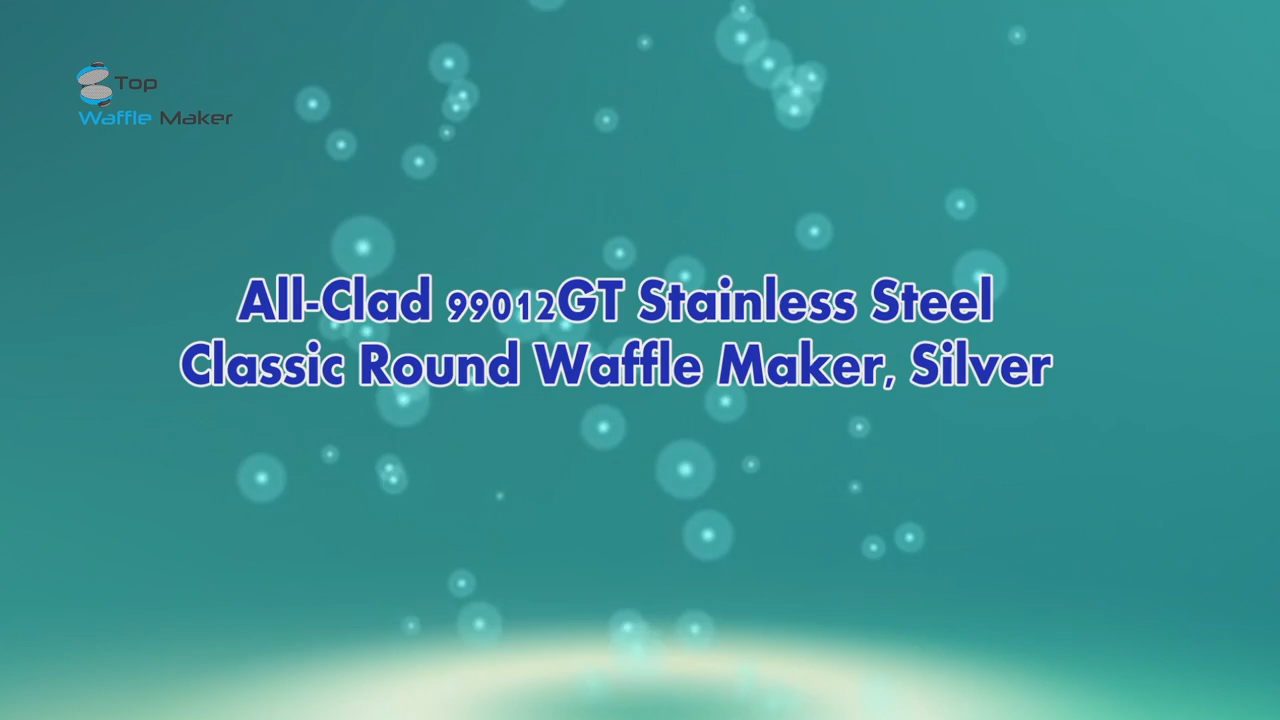 Top
Waffle Maker
All-Clad 99012GT Stainless Steel
Classic Round Waffle Maker, Silver